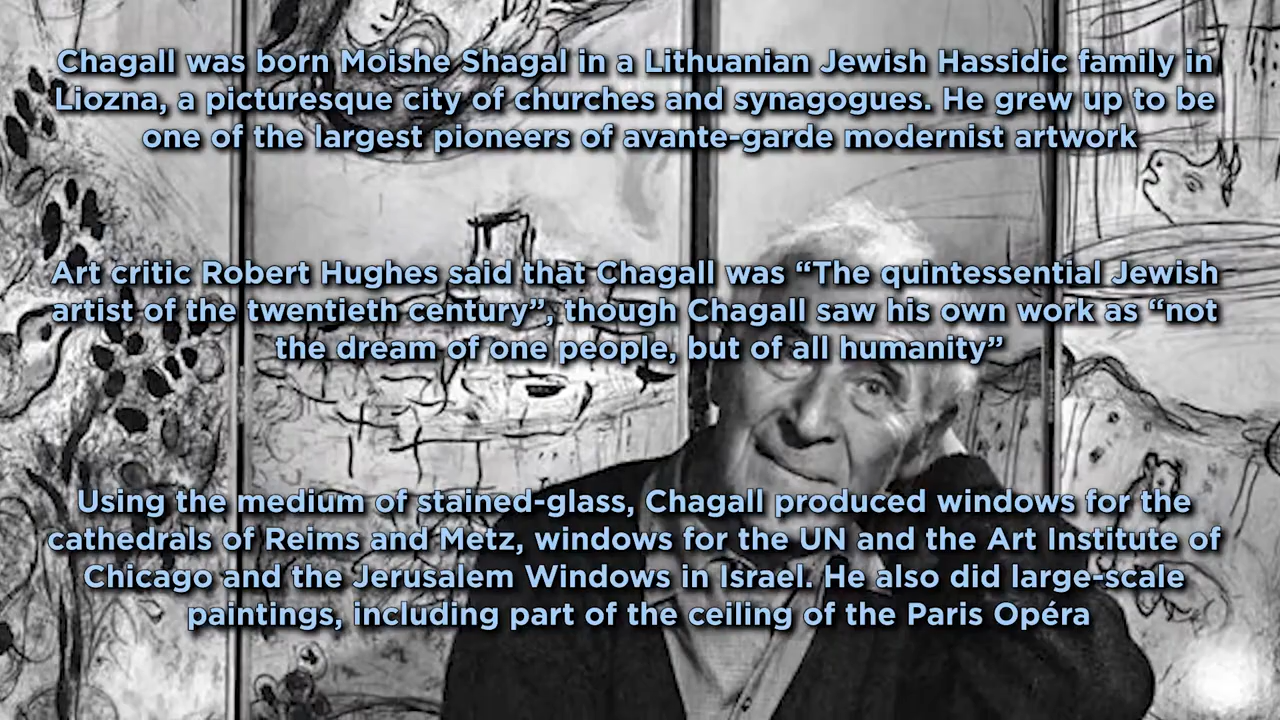 Chagall was born Moishe Shagal in a Lithuanian Jewish Hassidic family in
Liozna, a picturesque city of churches and synagogues. He grew up to be
one of the largest pioneers of avante-garde modernist artwork
Art critic Robert Hughes said that Chagall was “The quintessential Jewish
artist of the twentieth century”, though Chagall saw his own work as “not
the dream of one people, but of all humanity”
Using the medium of stained-glass, Chagall produced windows for the
cathedrals of Reims and Metz, windows for the UN and the Art Institute of
Chicago and the Jerusalem Windows in Israel. He also did large-scale
paintings, including part of the ceiling of the Paris Opéra